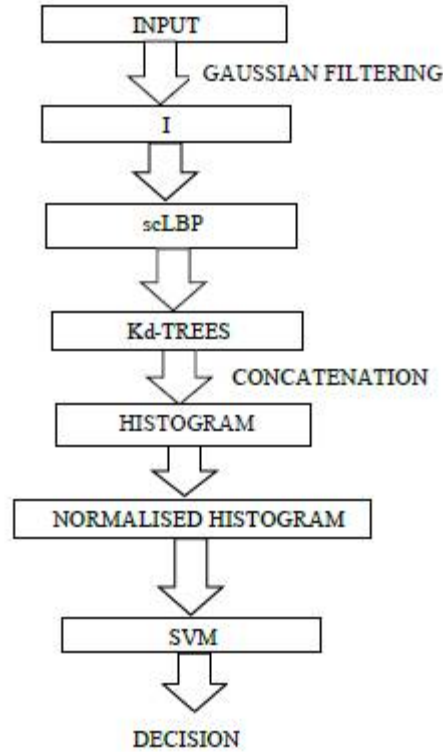 INPUT
GAUSSIAN FILTERING
I
scLBP
Kd-TREES
CONCATENATION
HISTOGRAM
NORMALISED HISTOGRAM
SVM
DECISION